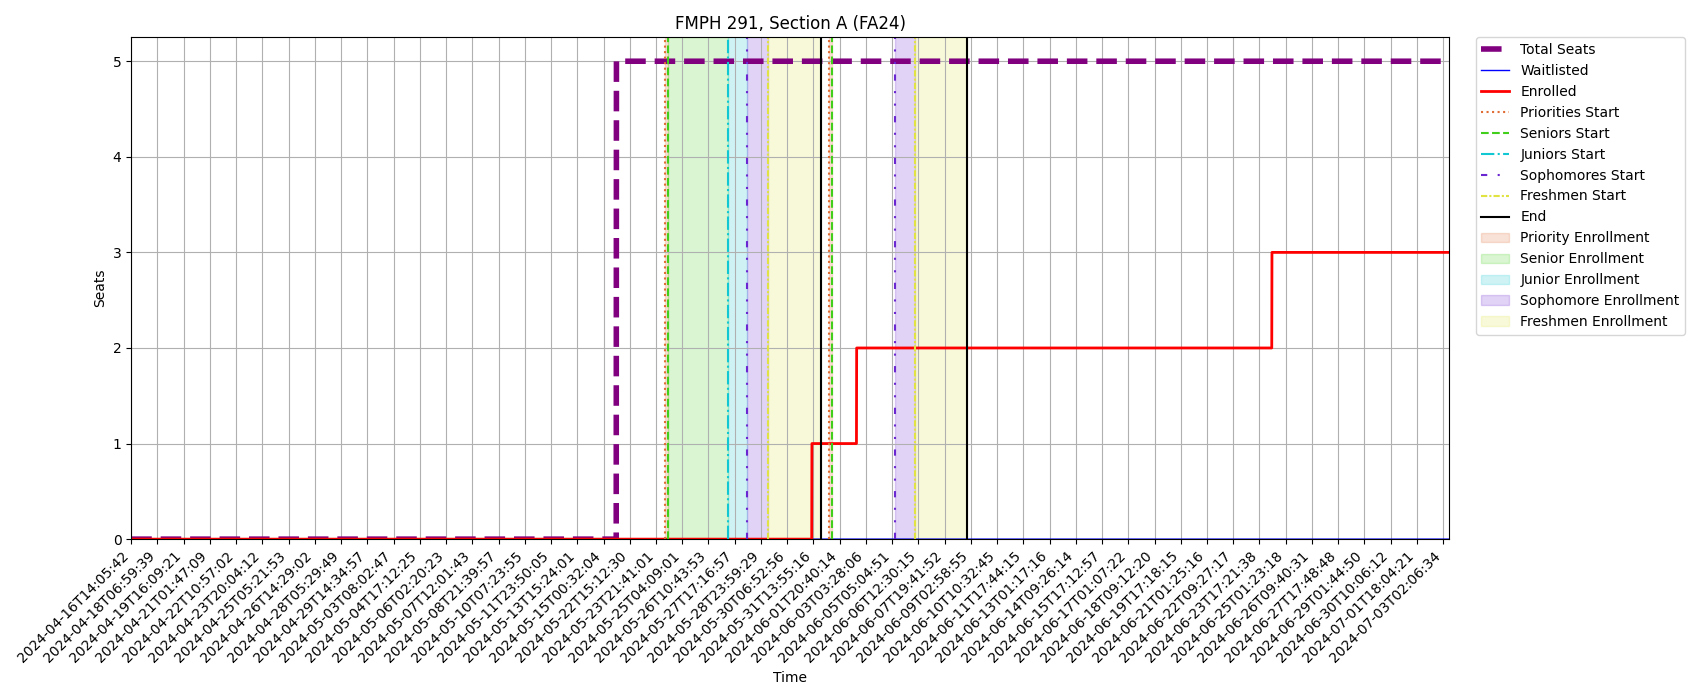 FMPH 291, Section A (FA24)
Seats
5
4
3
2
1
0
2024-04-16T14:05:42
2024-04-18T06:59:39
2024-04-19T16:09:21
2024-04-21T01:47:09
2024-04-22T10:57:02
2024-04-23T20:04:12
2024-04-25T05:21:53
2024-04-26T14:29:02
2024-04-28T05:29:49
2024-04-29T14:34:57
2024-05-03T08:02:47
2024-05-04T17:12:25
2024-05-06T02:20:23
2024-05-07T12:01:43
2024-05-08T21:39:57
2024-05-10T07:23:55
2024-05-11T23:50:05
2024-05-13T15:24:01
2024-05-15T00:32:04
2024-05-22T15:12:30
2024-05-23T21:41:01
2024-05-25T04:09:01
2024-05-26T10:43:53
2024-05-27T17:16:57
2024-05-28T23:59:29
2024-05-30T06:52:56
2024-05-31T13:55:16
2024-06-01T20:40:14
2024-06-03T03:28:06
2024-06-05T05:04:51
2024-06-06T12:30:15
2024-06-07T19:41:52
2024-06-09T02:58:55
2024-06-10T10:32:45
2024-06-11T17:44:15
2024-06-13T01:17:16
2024-06-14T09:26:14
2024-06-15T17:12:57
2024-06-17T01:07:22
2024-06-18T09:12:20
2024-06-19T17:18:15
2024-06-21T01:25:16
2024-06-22T09:27:17
2024-06-23T17:21:38
2024-06-25T01:23:18
2024-06-26T09:40:31
2024-06-27T17:48:48
2024-06-29T01:44:50
2024-06-30T10:06:12
2024-07-01T18:04:21
2024-07-03T02:06:34
Time
Total Seats
Waitlisted
Enrolled
Priorities Start
Seniors Start
Juniors Start
Sophomores Start
Freshmen Start
End
Priority Enrollment
Senior Enrollment
Junior Enrollment
Sophomore Enrollment
Freshmen Enrollment